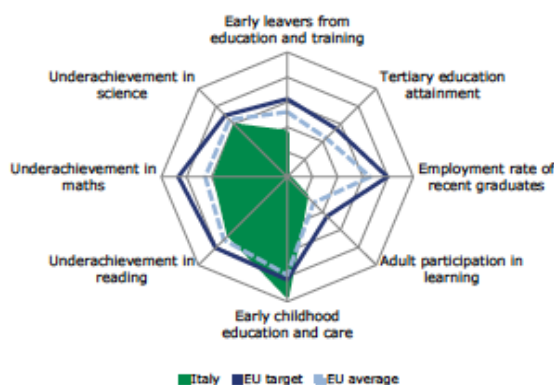 Early leavers from
education and training
Underachievement in
science
Tertiary education
attainment
Underachievement in
maths
Employment rate of
recent graduates
Underachievement in
reading
Adult participation in
learning
Early childhood
education and care
Italy EU target EU average